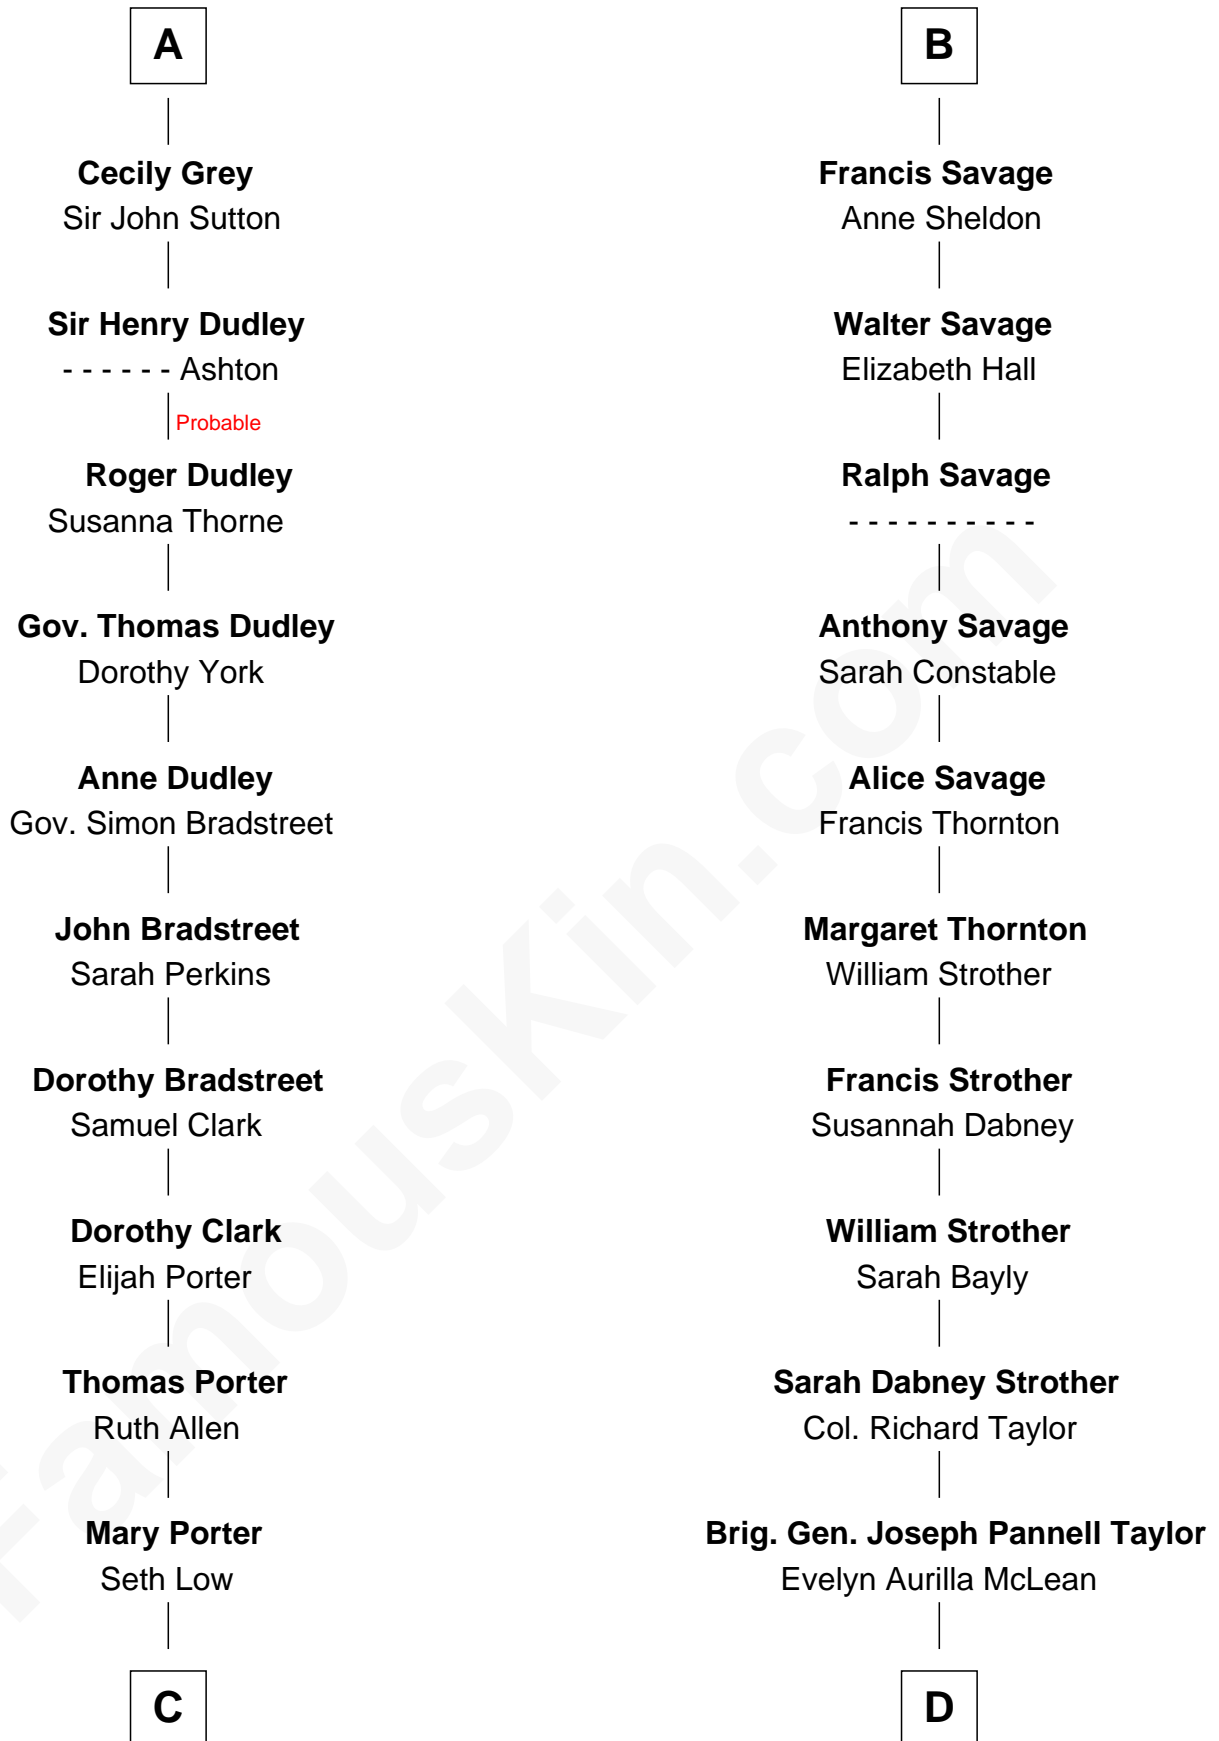 A
Cecily Grey
Sir John Sutton
Sir Henry Dudley
- - - - - - Ashton
Probable
Roger Dudley
Susanna Thorne
Gov. Thomas Dudley
Dorothy York
Anne Dudley
Gov. Simon Bradstreet
John Bradstreet
Sarah Perkins
Dorothy Bradstreet
Samuel Clark
Dorothy Clark
Elijah Porter
Thomas Porter
Ruth Allen
Mary Porter
Seth Low
C
B
Francis Savage
Anne Sheldon
Walter Savage
Elizabeth Hall
Ralph Savage
- - - - - - - - - -
Anthony Savage
Sarah Constable
Alice Savage
Francis Thornton
Margaret Thornton
William Strother
Francis Strother
Susannah Dabney
William Strother
Sarah Bayly
Sarah Dabney Strother
Col. Richard Taylor
Brig. Gen. Joseph Pannell Taylor
Evelyn Aurilla McLean
D
FamousKin.com